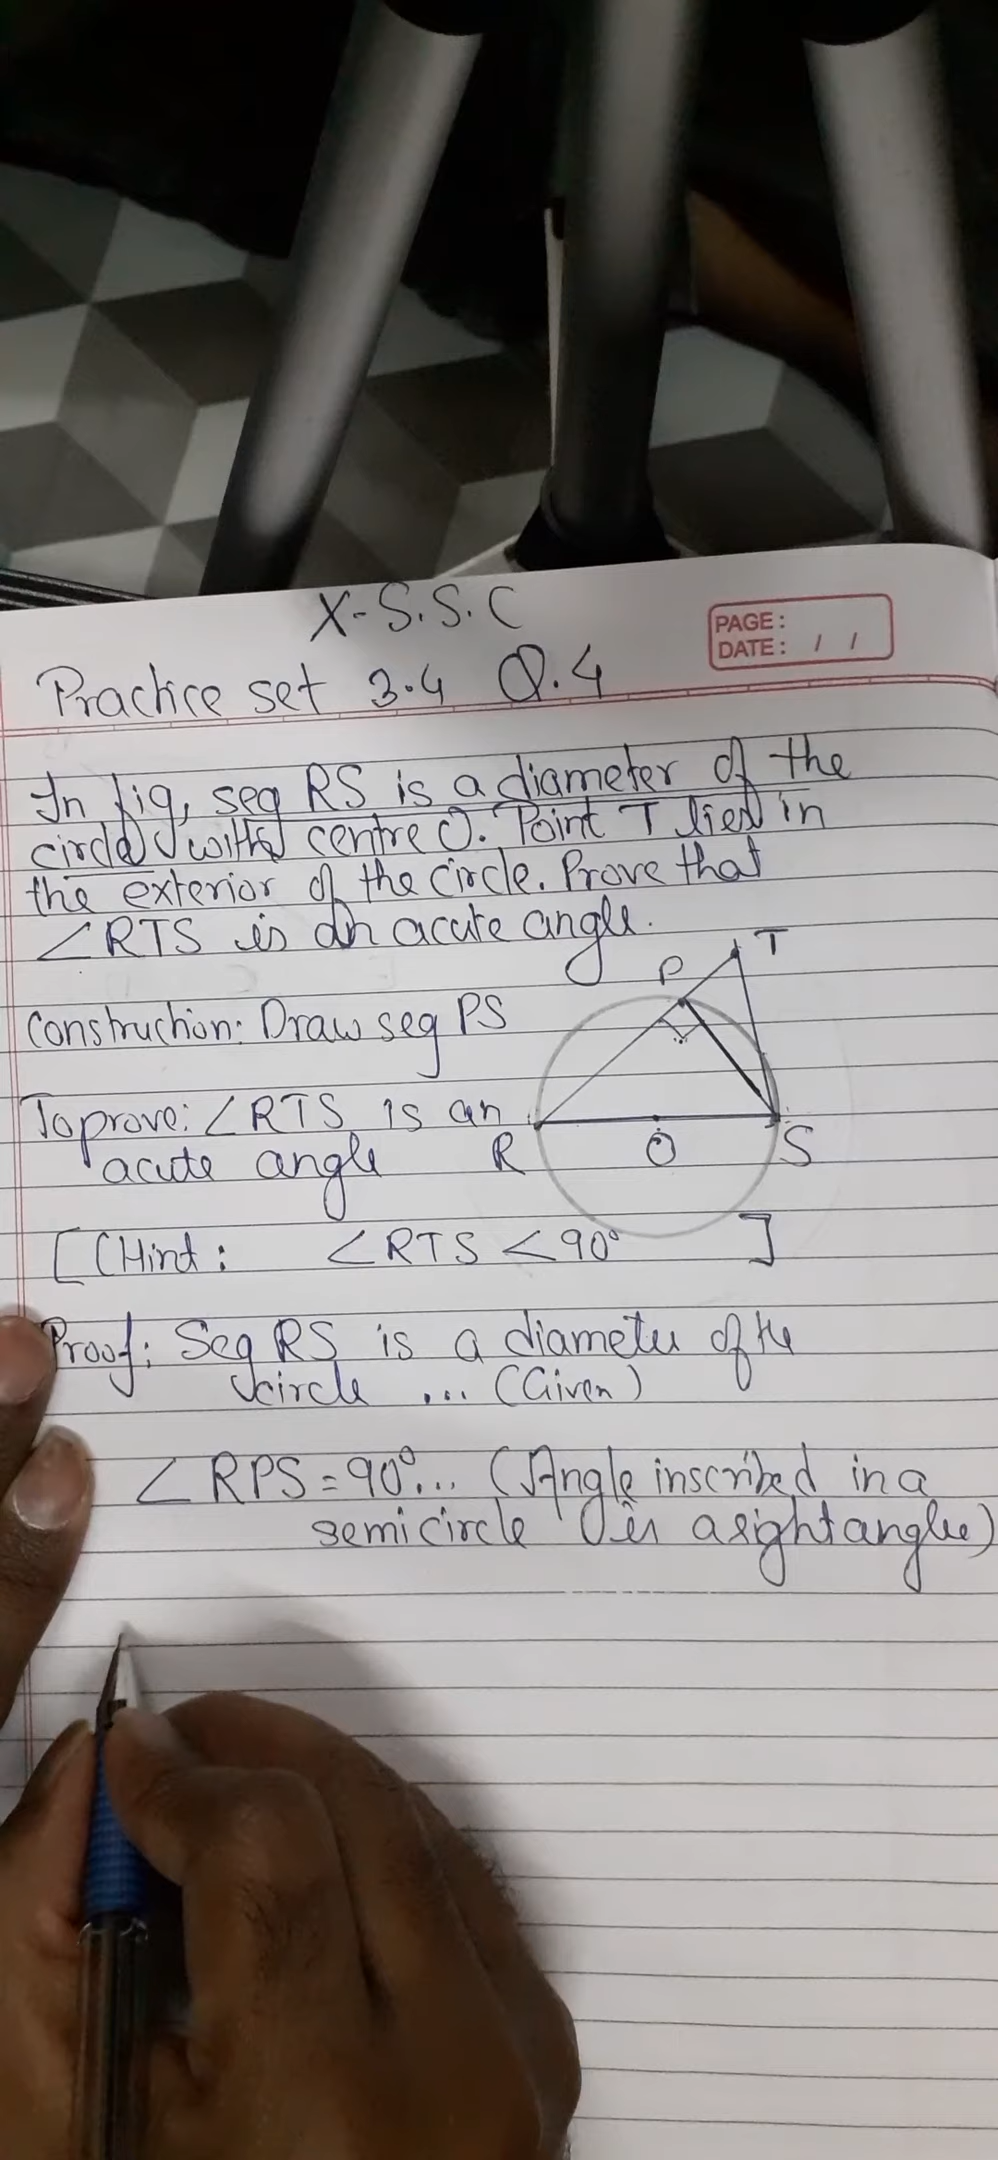 X-S.S.C
PAGE:
DATE: / /
Practice set 3.4 Q.4
In fig, seg RS is a diameter of the
circle with centre O. Point T lies in
the exterior of the circle. Prove that
∠RTS is an acute angle.
T
P
Construction: Draw seg PS
To prove: ∠RTS is an
acute angle
R
O
S
[(Hint: ∠RTS < 90° ]
Proof: Seg RS is a diameter of the
circle ... (Given)
∠RPS = 90°... (Angle inscribed in a
semicircle is a right angle)